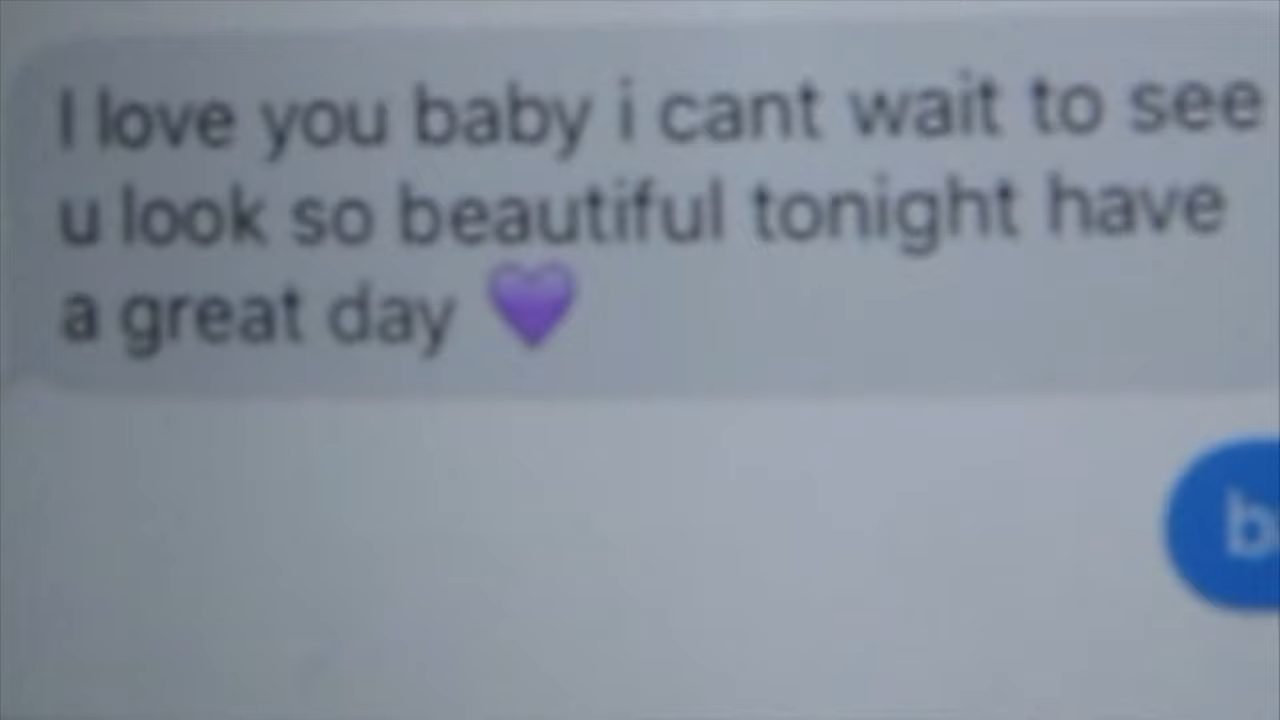 I love you baby i cant wait to see
u look so beautiful tonight have
a great day 💜